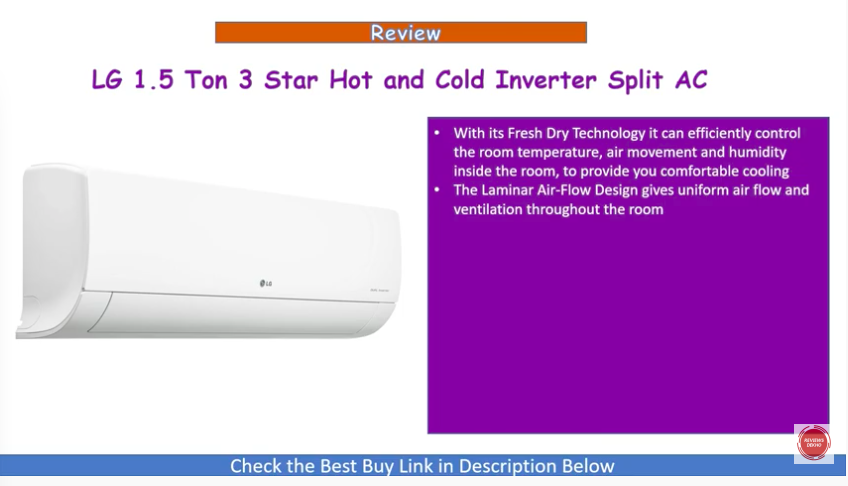 Review
LG 1.5 Ton 3 Star Hot and Cold Inverter Split AC
• With its Fresh Dry Technology it can efficiently control
the room temperature, air movement and humidity
inside the room, to provide you comfortable cooling
• The Laminar Air-Flow Design gives uniform air flow and
ventilation throughout the room
LG
REVIEWS
DEKHO
Check the Best Buy Link in Description Below